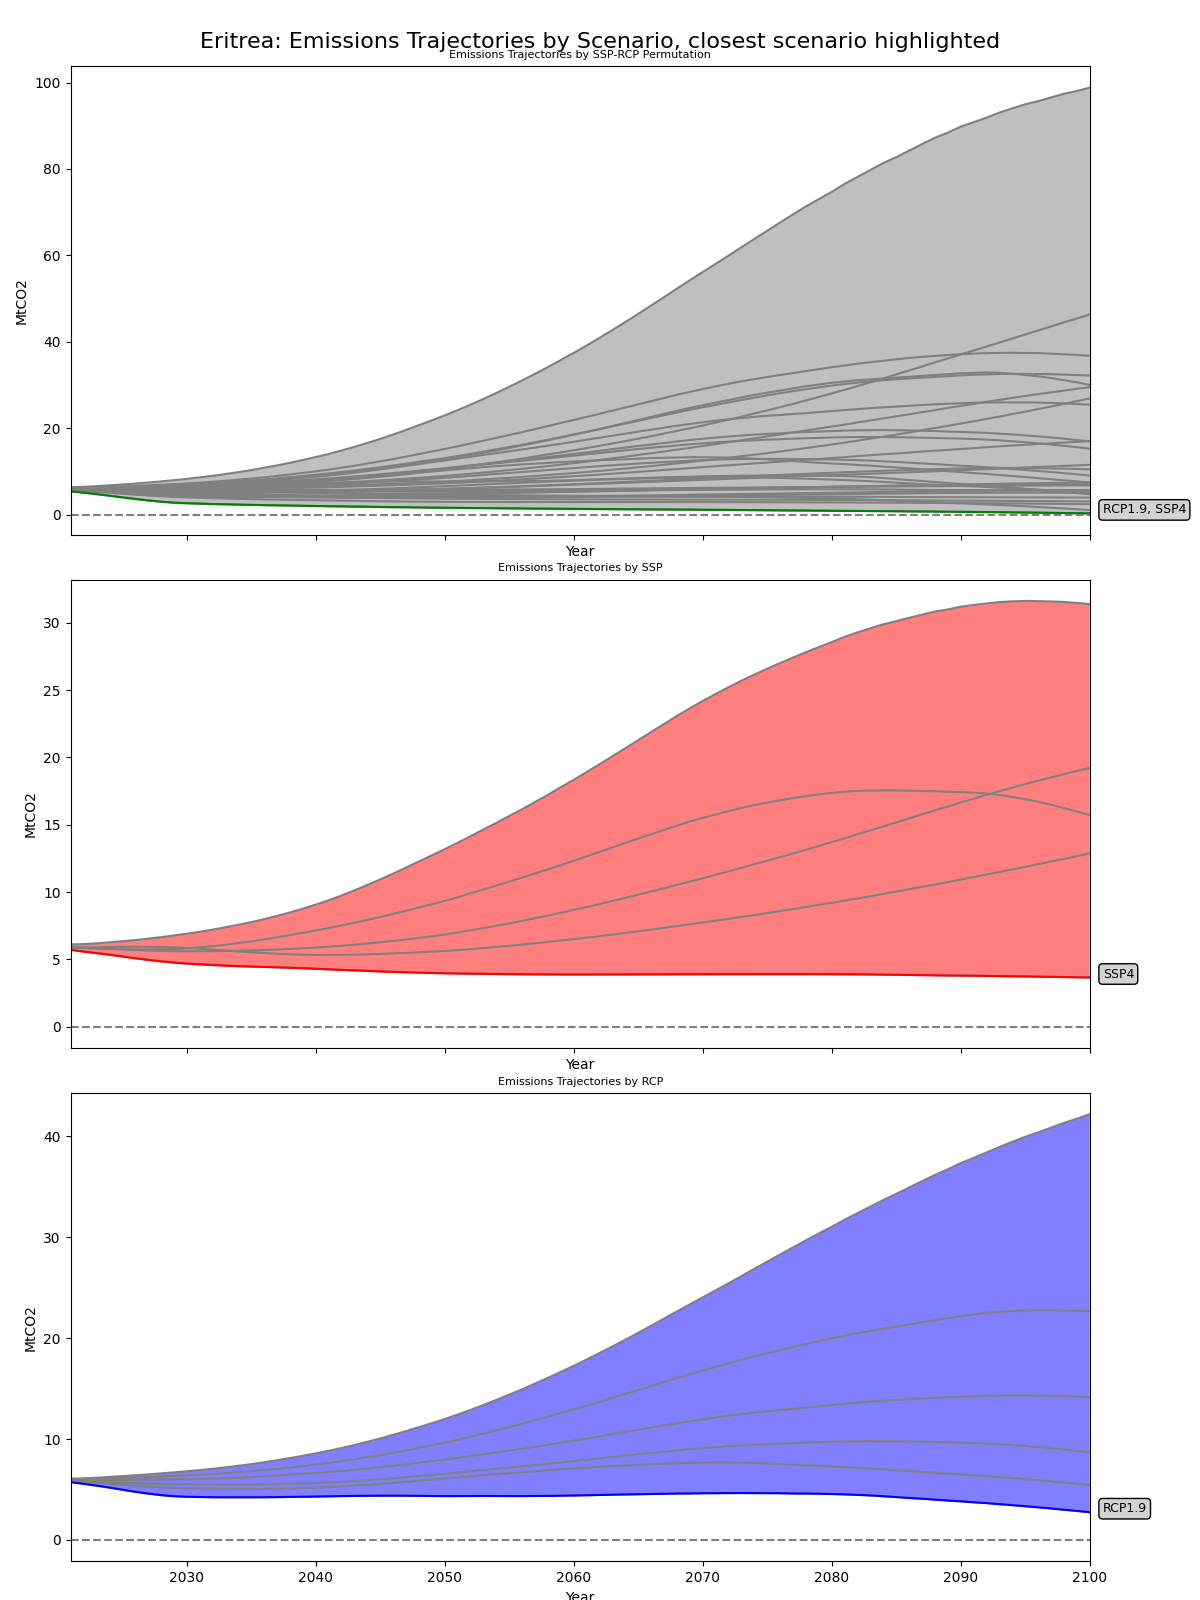 Eritrea: Emissions Trajectories by Scenario, closest scenario highlighted
Emissions Trajectories by SSP-RCP Permutation
100
80
60
40
20
0
MtCO2
RCP1.9, SSP4
Year
Emissions Trajectories by SSP
30
25
20
15
10
5
0
MtCO2
SSP4
Year
Emissions Trajectories by RCP
40
30
20
10
0
MtCO2
RCP1.9
2030 2040 2050 2060 2070 2080 2090 2100
Year